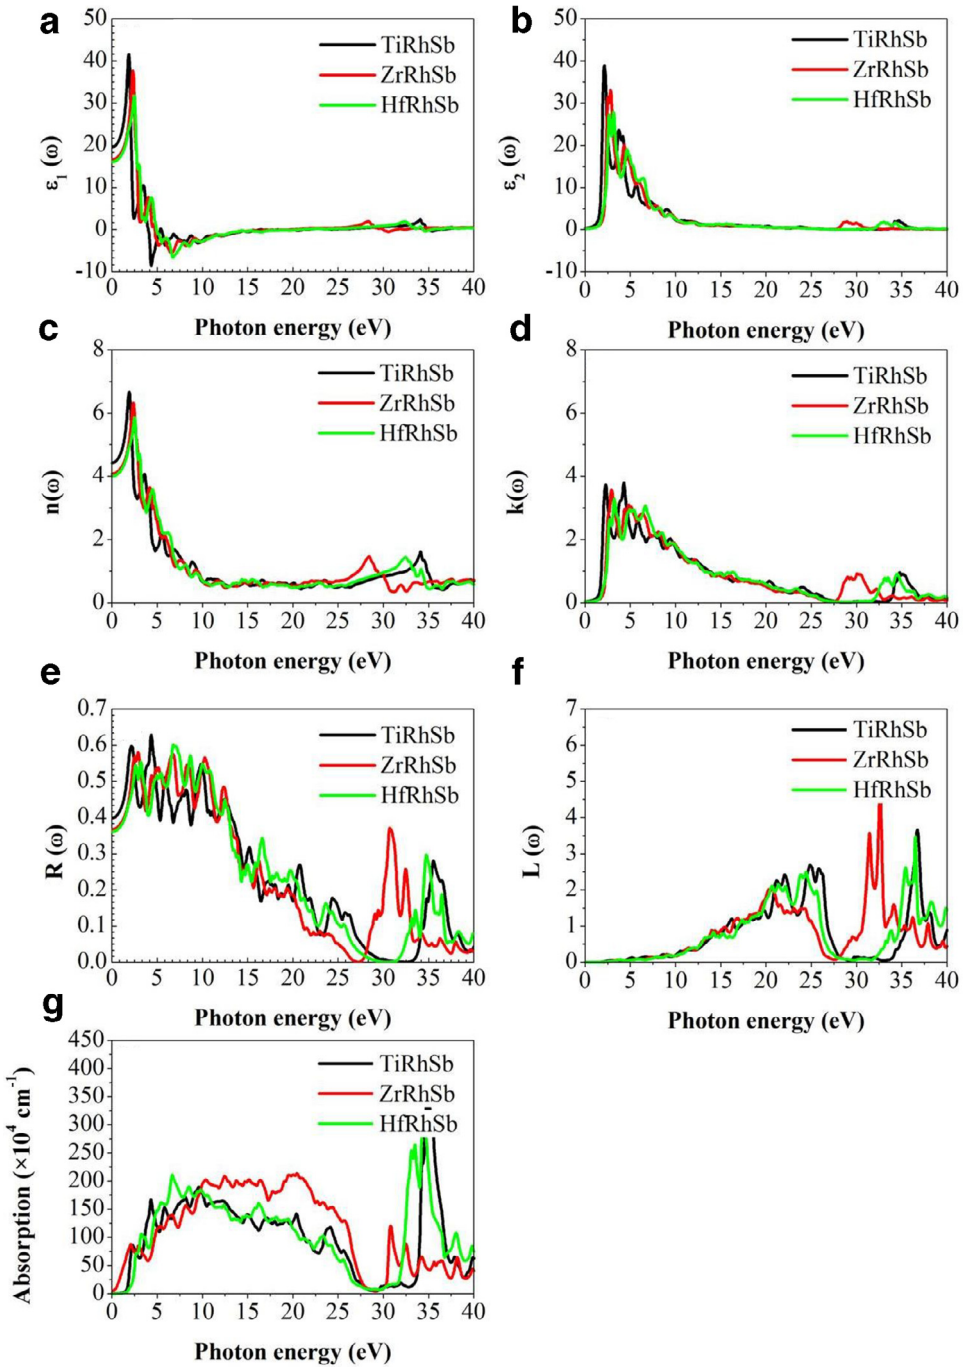 a
50
40
30
20
10
0
-10
ε1 (ω)
TiRhSb
ZrRhSb
HfRhSb
0 5 10 15 20 25 30 35 40
Photon energy (eV)
b
50
40
30
20
10
0
-10
ε2 (ω)
TiRhSb
ZrRhSb
HfRhSb
0 5 10 15 20 25 30 35 40
Photon energy (eV)
c
8
6
4
2
0
n(ω)
TiRhSb
ZrRhSb
HfRhSb
0 5 10 15 20 25 30 35 40
Photon energy (eV)
d
8
6
4
2
0
k(ω)
TiRhSb
ZrRhSb
HfRhSb
0 5 10 15 20 25 30 35 40
Photon energy (eV)
e
0.7
0.6
0.5
0.4
0.3
0.2
0.1
0.0
R (ω)
TiRhSb
ZrRhSb
HfRhSb
0 5 10 15 20 25 30 35 40
Photon energy (eV)
f
7
6
5
4
3
2
1
0
L (ω)
TiRhSb
ZrRhSb
HfRhSb
0 5 10 15 20 25 30 35 40
Photon energy (eV)
g
450
400
350
300
250
200
150
100
50
0
Absorption (×10⁴ cm⁻¹)
TiRhSb
ZrRhSb
HfRhSb
0 5 10 15 20 25 30 35 40
Photon energy (eV)